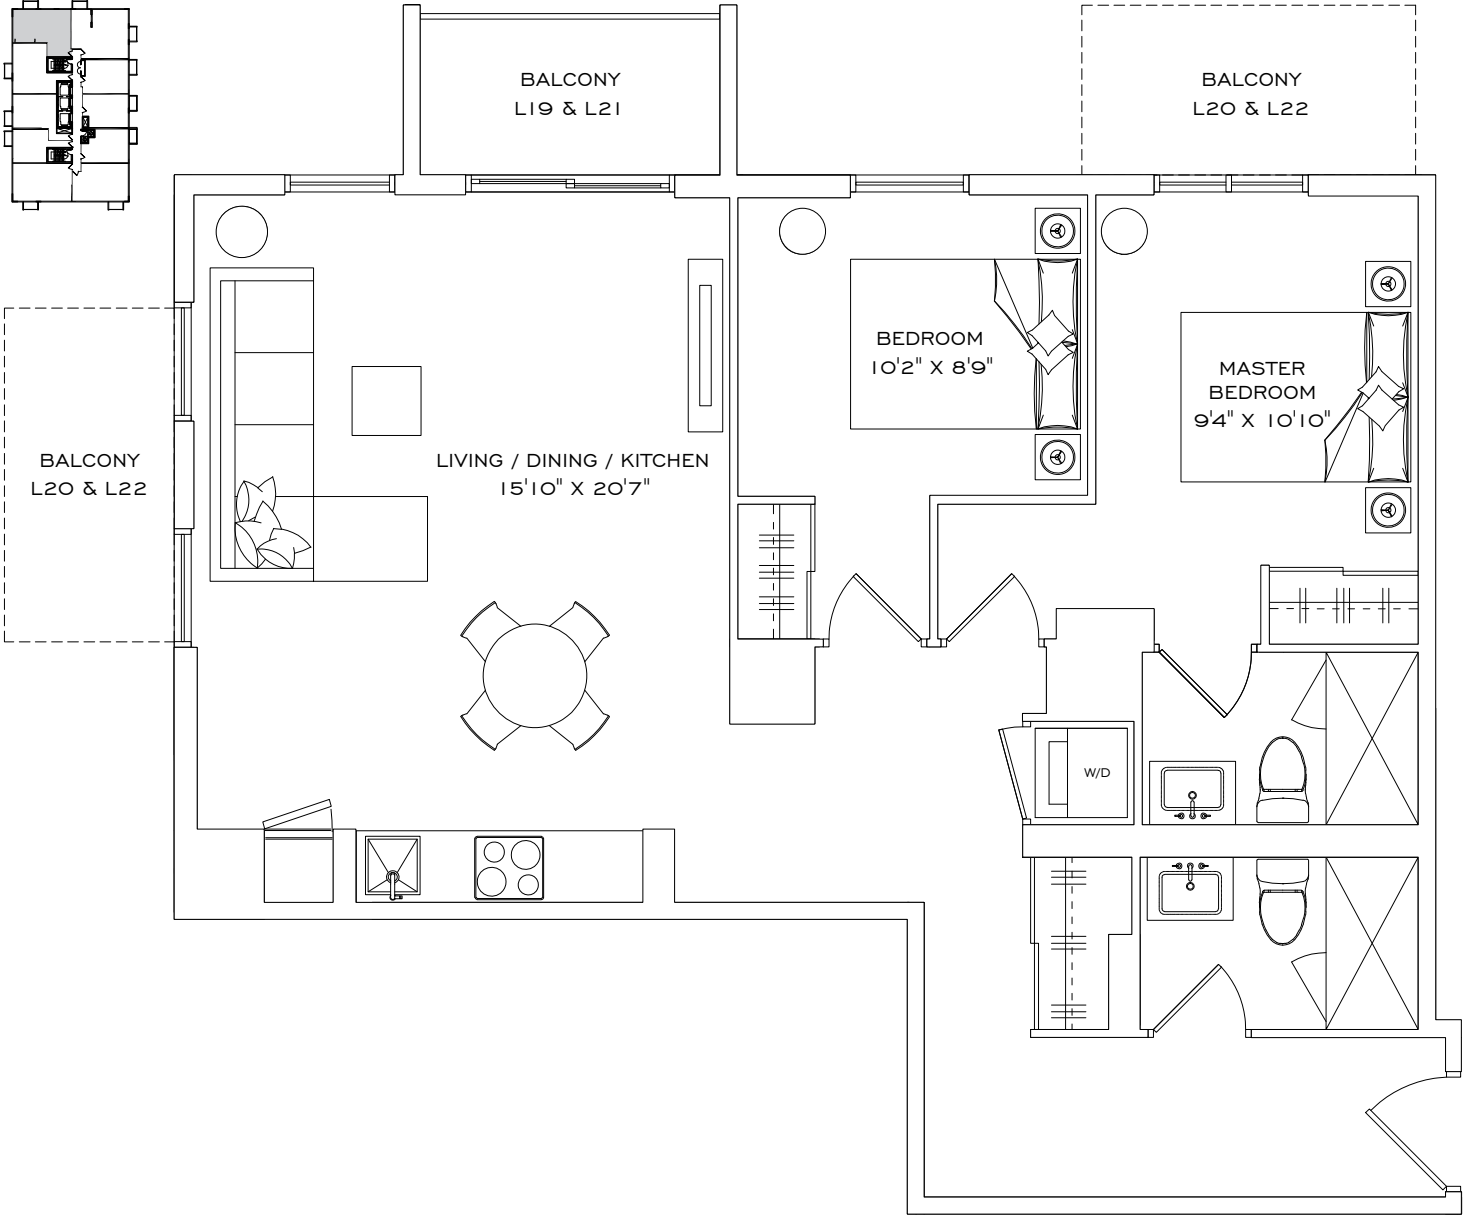 BALCONY
L19 & L21
BALCONY
L20 & L22
BEDROOM
10'2" X 8'9"
MASTER
BEDROOM
9'4" X 10'10"
BALCONY
L20 & L22
LIVING / DINING / KITCHEN
15'10" X 20'7"
W/D